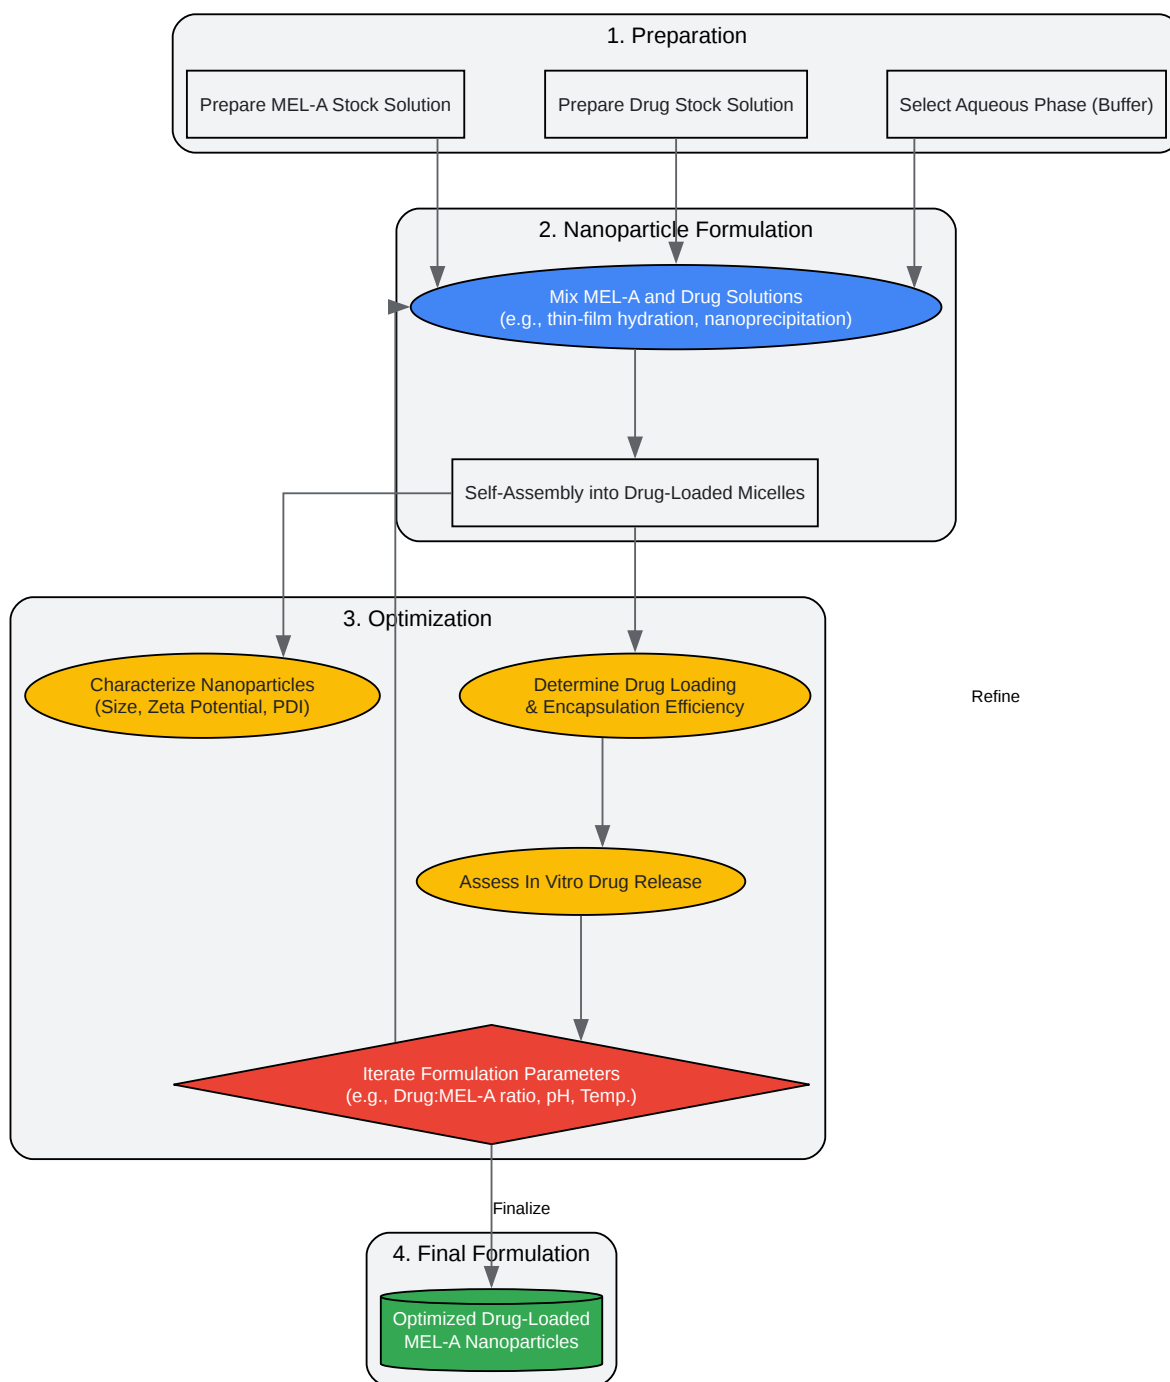 1. Preparation
Prepare MEL-A Stock Solution
Prepare Drug Stock Solution
Select Aqueous Phase (Buffer)
2. Nanoparticle Formulation
Mix MEL-A and Drug Solutions
(e.g., thin-film hydration, nanoprecipitation)
Self-Assembly into Drug-Loaded Micelles
3. Optimization
Characterize Nanoparticles
(Size, Zeta Potential, PDI)
Determine Drug Loading
& Encapsulation Efficiency
Refine
Assess In Vitro Drug Release
Iterate Formulation Parameters
(e.g., Drug:MEL-A ratio, pH, Temp.)
Finalize
4. Final Formulation
Optimized Drug-Loaded
MEL-A Nanoparticles